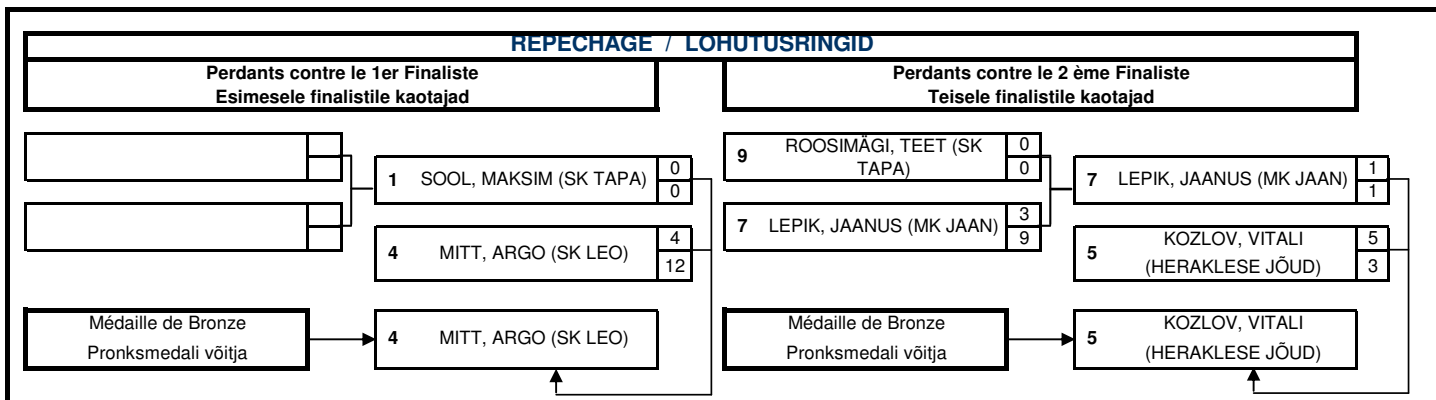 REPECHAGE / LOHUTUSRINGID
Perdants contre le 1er Finaliste
Esimesele finalistile kaotajad
Perdants contre le 2 ème Finaliste
Teisele finalistile kaotajad
1 SOOL, MAKSIM (SK TAPA) 0
0
4 MITT, ARGO (SK LEO) 4
12
Médaille de Bronze
Pronksmedali võitja
4 MITT, ARGO (SK LEO)
9 ROOSIMÄGI, TEET (SK 0
TAPA) 0
7 LEPIK, JAANUS (MK JAAN) 3
9
7 LEPIK, JAANUS (MK JAAN) 1
1
5 KOZLOV, VITALI 5
(HERAKLESE JÕUD) 3
Médaille de Bronze
Pronksmedali võitja
5 KOZLOV, VITALI
(HERAKLESE JÕUD)